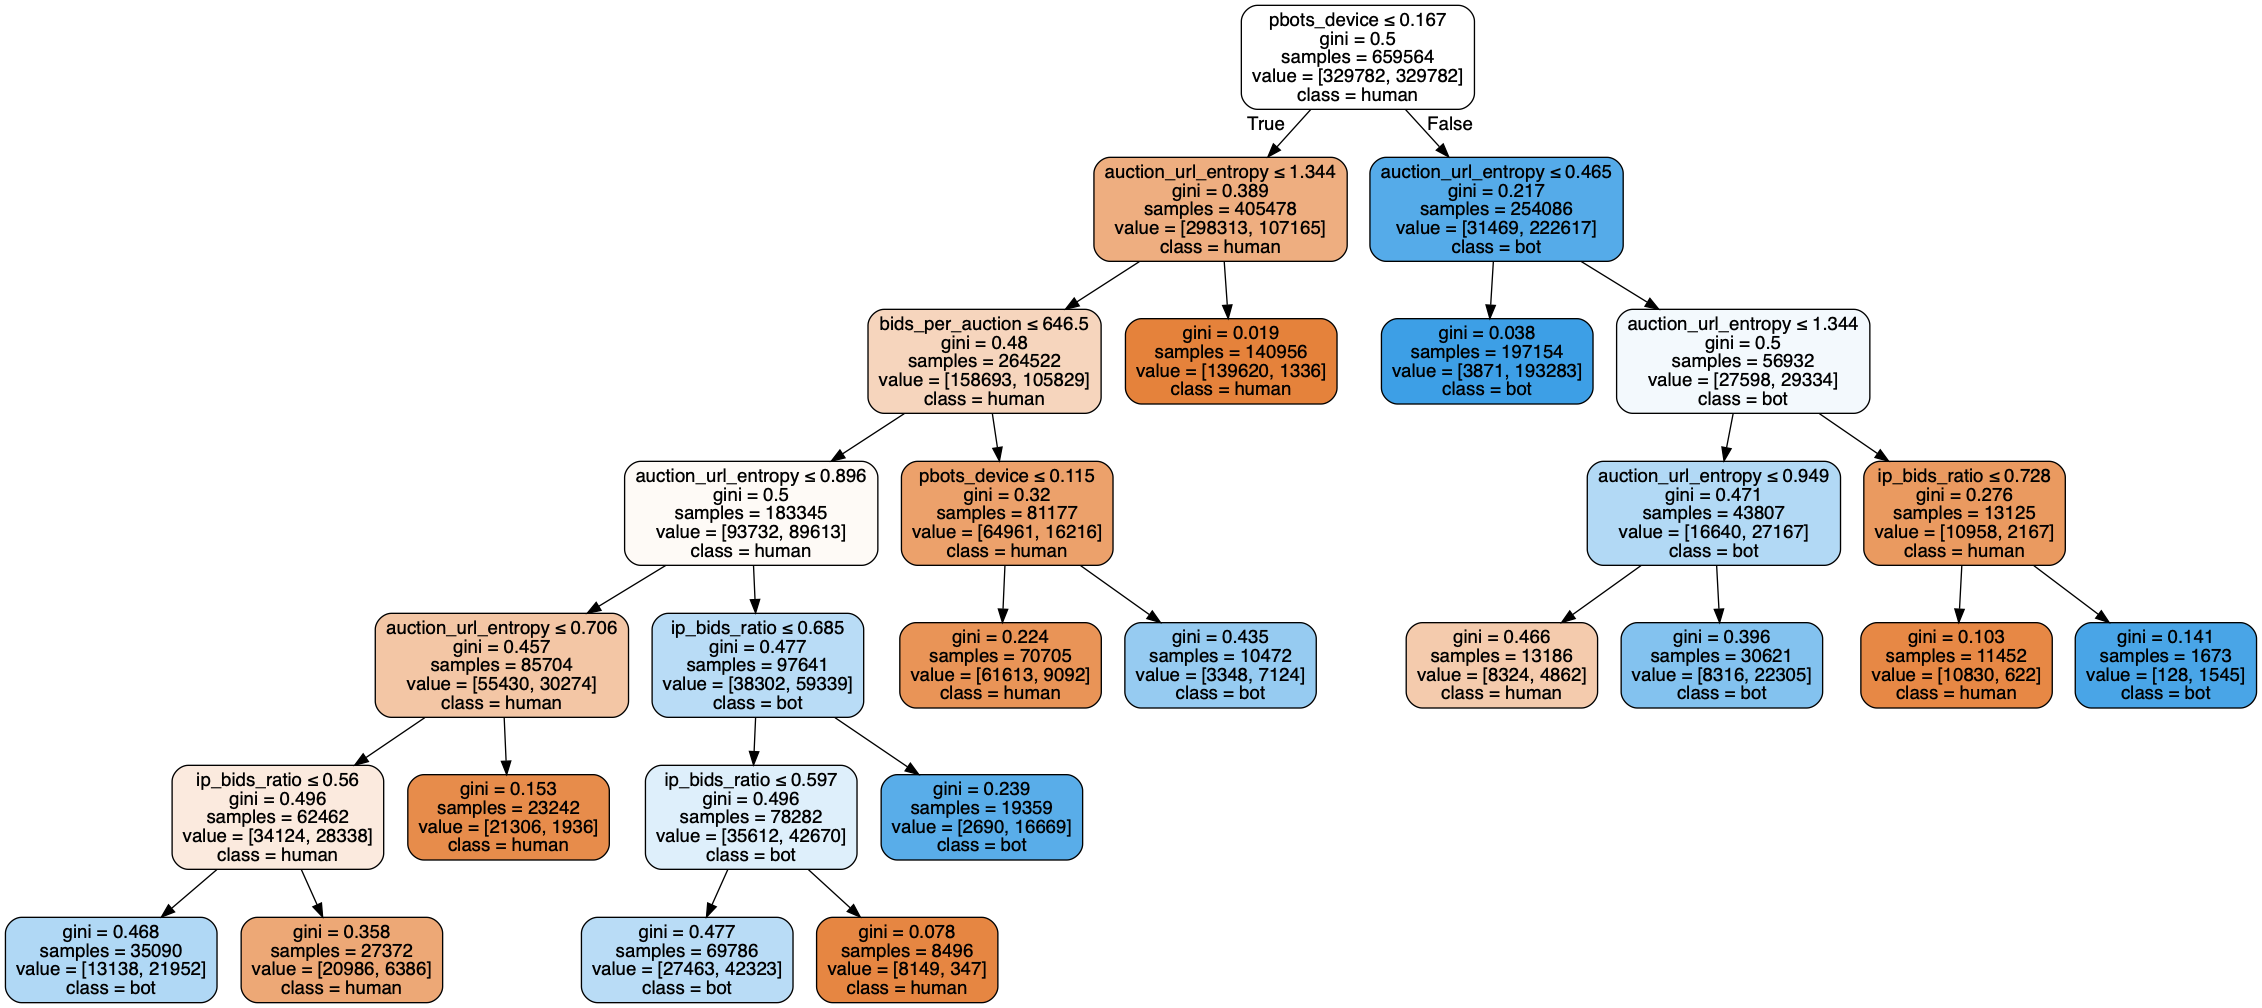 pbots_device ≤ 0.167
gini = 0.5
samples = 659564
value = [329782, 329782]
class = human
True
False
auction_url_entropy ≤ 1.344
gini = 0.389
samples = 405478
value = [298313, 107165]
class = human
auction_url_entropy ≤ 0.465
gini = 0.217
samples = 254086
value = [31469, 222617]
class = bot
bids_per_auction ≤ 646.5
gini = 0.48
samples = 264522
value = [158693, 105829]
class = human
gini = 0.019
samples = 140956
value = [139620, 1336]
class = human
gini = 0.038
samples = 197154
value = [3871, 193283]
class = bot
auction_url_entropy ≤ 1.344
gini = 0.5
samples = 56932
value = [27598, 29334]
class = bot
auction_url_entropy ≤ 0.896
gini = 0.5
samples = 183345
value = [93732, 89613]
class = human
pbots_device ≤ 0.115
gini = 0.32
samples = 81177
value = [64961, 16216]
class = human
auction_url_entropy ≤ 0.949
gini = 0.471
samples = 43807
value = [16640, 27167]
class = bot
ip_bids_ratio ≤ 0.728
gini = 0.276
samples = 13125
value = [10958, 2167]
class = human
auction_url_entropy ≤ 0.706
gini = 0.457
samples = 85704
value = [55430, 30274]
class = human
ip_bids_ratio ≤ 0.685
gini = 0.477
samples = 97641
value = [38302, 59339]
class = bot
gini = 0.224
samples = 70705
value = [61613, 9092]
class = human
gini = 0.435
samples = 10472
value = [3348, 7124]
class = bot
gini = 0.466
samples = 13186
value = [8324, 4862]
class = human
gini = 0.396
samples = 30621
value = [8316, 22305]
class = bot
gini = 0.103
samples = 11452
value = [10830, 622]
class = human
gini = 0.141
samples = 1673
value = [128, 1545]
class = bot
ip_bids_ratio ≤ 0.56
gini = 0.496
samples = 62462
value = [34124, 28338]
class = human
gini = 0.153
samples = 23242
value = [21306, 1936]
class = human
ip_bids_ratio ≤ 0.597
gini = 0.496
samples = 78282
value = [35612, 42670]
class = bot
gini = 0.239
samples = 19359
value = [2690, 16669]
class = bot
gini = 0.468
samples = 35090
value = [13138, 21952]
class = bot
gini = 0.358
samples = 27372
value = [20986, 6386]
class = human
gini = 0.477
samples = 69786
value = [27463, 42323]
class = bot
gini = 0.078
samples = 8496
value = [8149, 347]
class = human